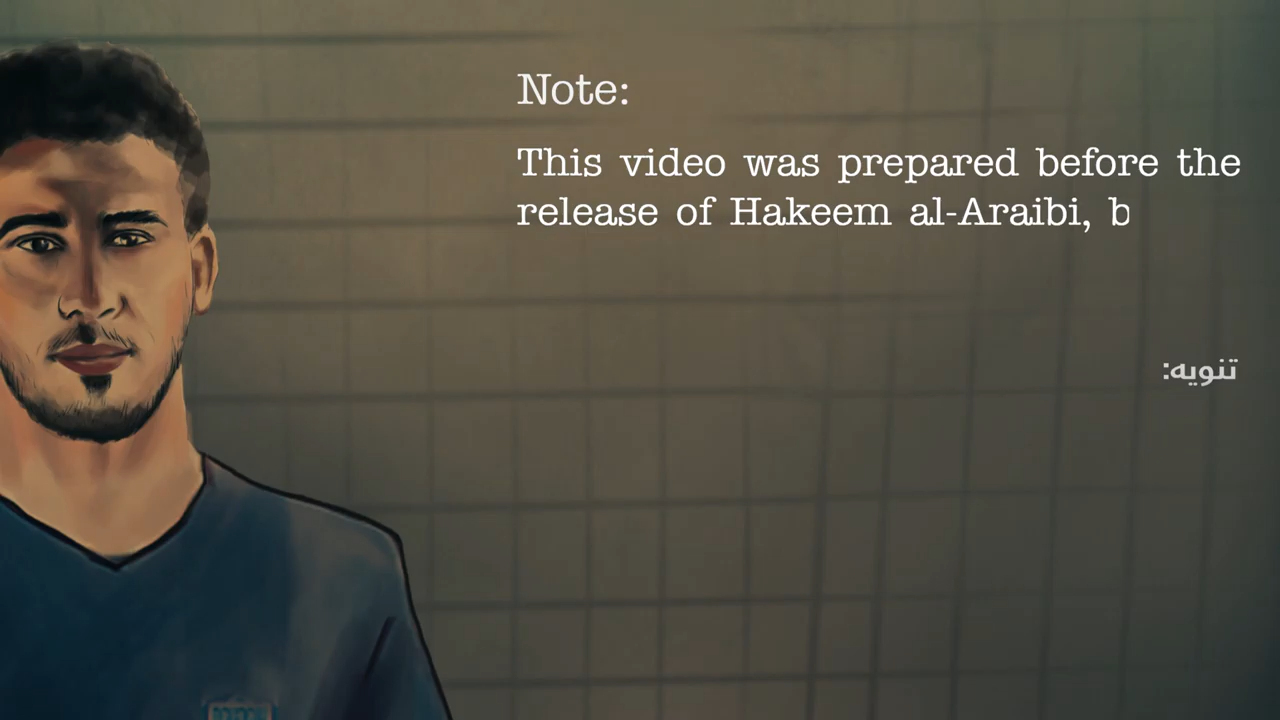 Note:
This video was prepared before the
release of Hakeem al-Araibi, b
تنويه: